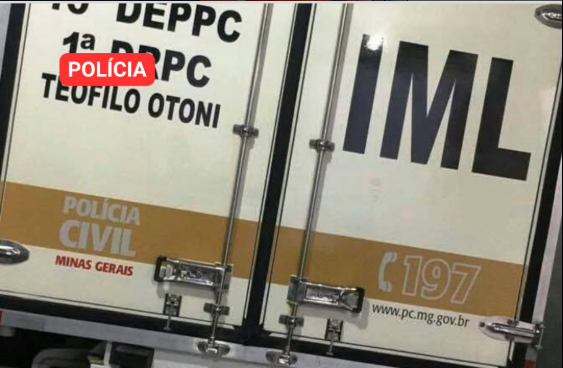 DEPPC
1ª DRPC
POLÍCIA
TEÓFILO OTONI
IML
POLÍCIA
CIVIL
MINAS GERAIS
197
www.pc.mg.gov.br